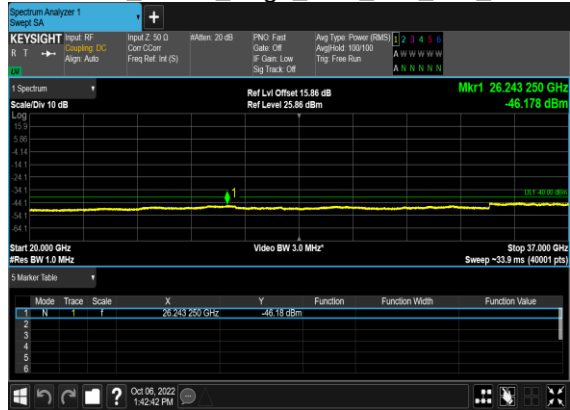 Spectrum Analyzer 1
Swept SA
+
KEYSIGHT Input: RF Input Z: 50 Ω #Atten: 20 dB PNO: Fast Avg Type: Power (RMS) 1 2 3 4 5 6
R T Coupling: DC Corr CCorr Gate: Off Avg|Hold: 100/100 A W W W W W
Align: Auto Freq Ref: Int (S) IF Gain: Low Trig: Free Run
Sig Track: Off A N N N N N
1 Spectrum Ref Lvl Offset 15.86 dB Mkr1 26.243 250 GHz
Scale/Div 10 dB Ref Level 25.86 dBm -46.178 dBm
Log
15.9
5.86
-4.14
-14.1
-24.1
-34.1 1 DL1 -40.00 dBm
-44.1
-54.1
-64.1
Start 20.000 GHz Video BW 3.0 MHz* Stop 37.000 GHz
#Res BW 1.0 MHz Sweep ~33.9 ms (40001 pts)
5 Marker Table
Mode Trace Scale X Y Function Function Width Function Value
1 N 1 f 26.243 250 GHz -46.18 dBm
2
3
4
5
6
? Oct 06, 2022
1:42:42 PM